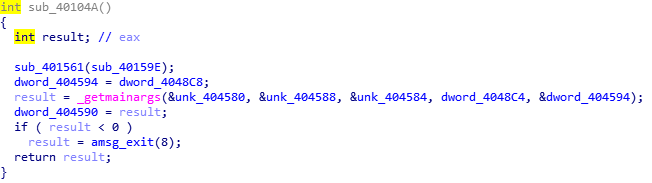 int sub_40104A()
{
int result; // eax
sub_401561(sub_40159E);
dword_404594 = dword_4048C8;
result = _getmainargs(&unk_404580, &unk_404588, &unk_404584, dword_4048C4, &dword_404594);
dword_404590 = result;
if ( result < 0 )
result = amsg_exit(8);
return result;
}